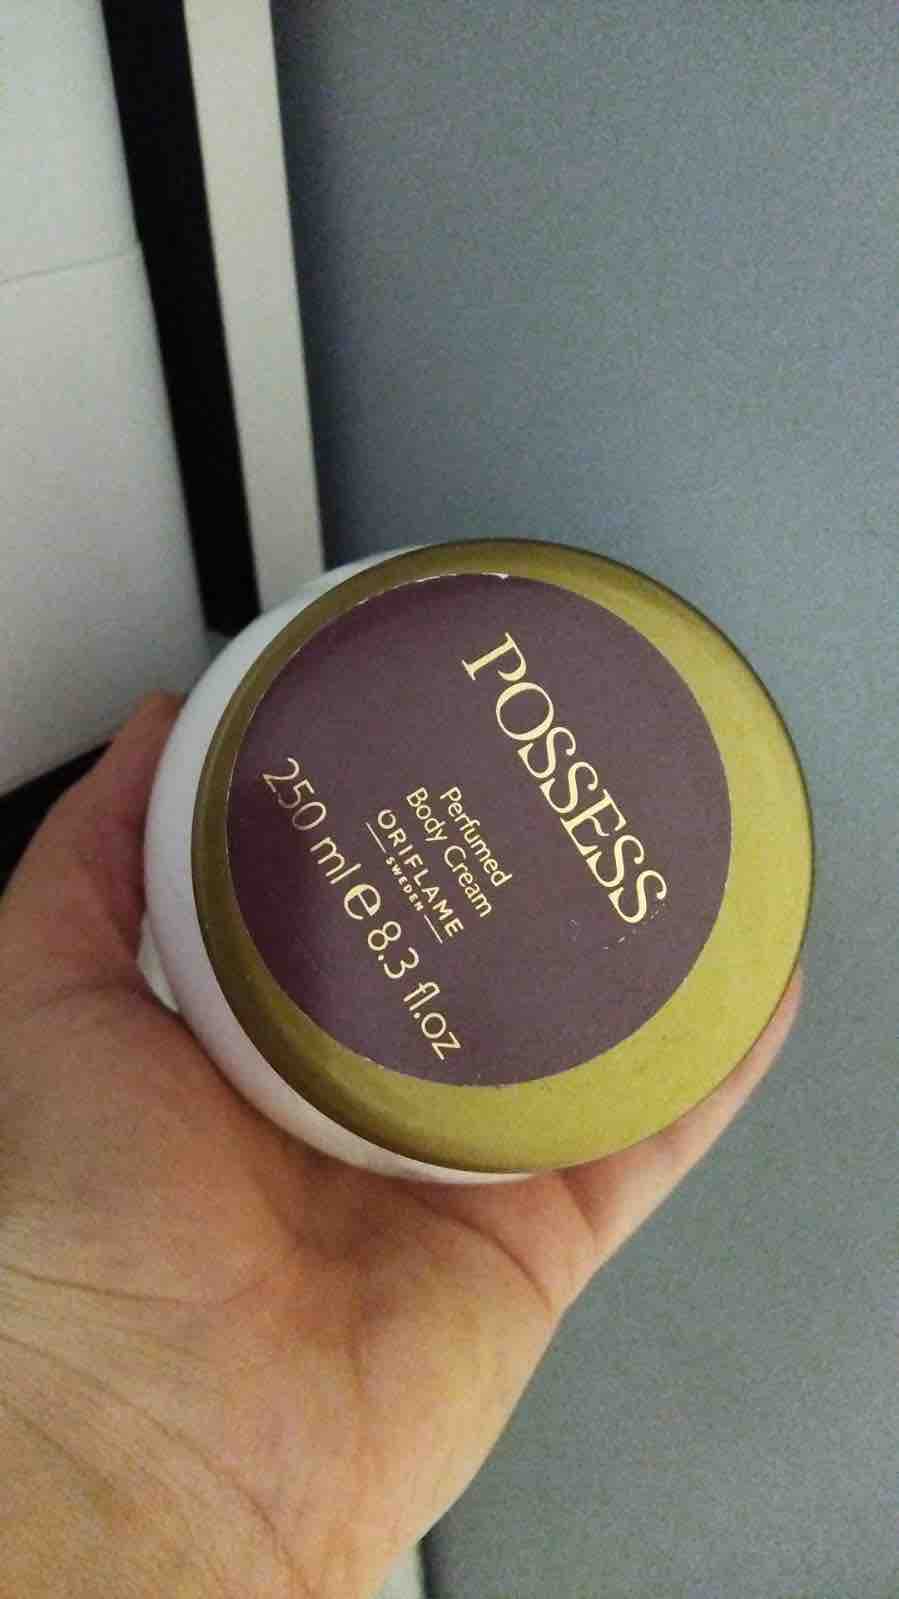 POSSESS
Perfumed
Body Cream
ORIFLAME
SWEDEN
250 ml e 8.3 fl.oz